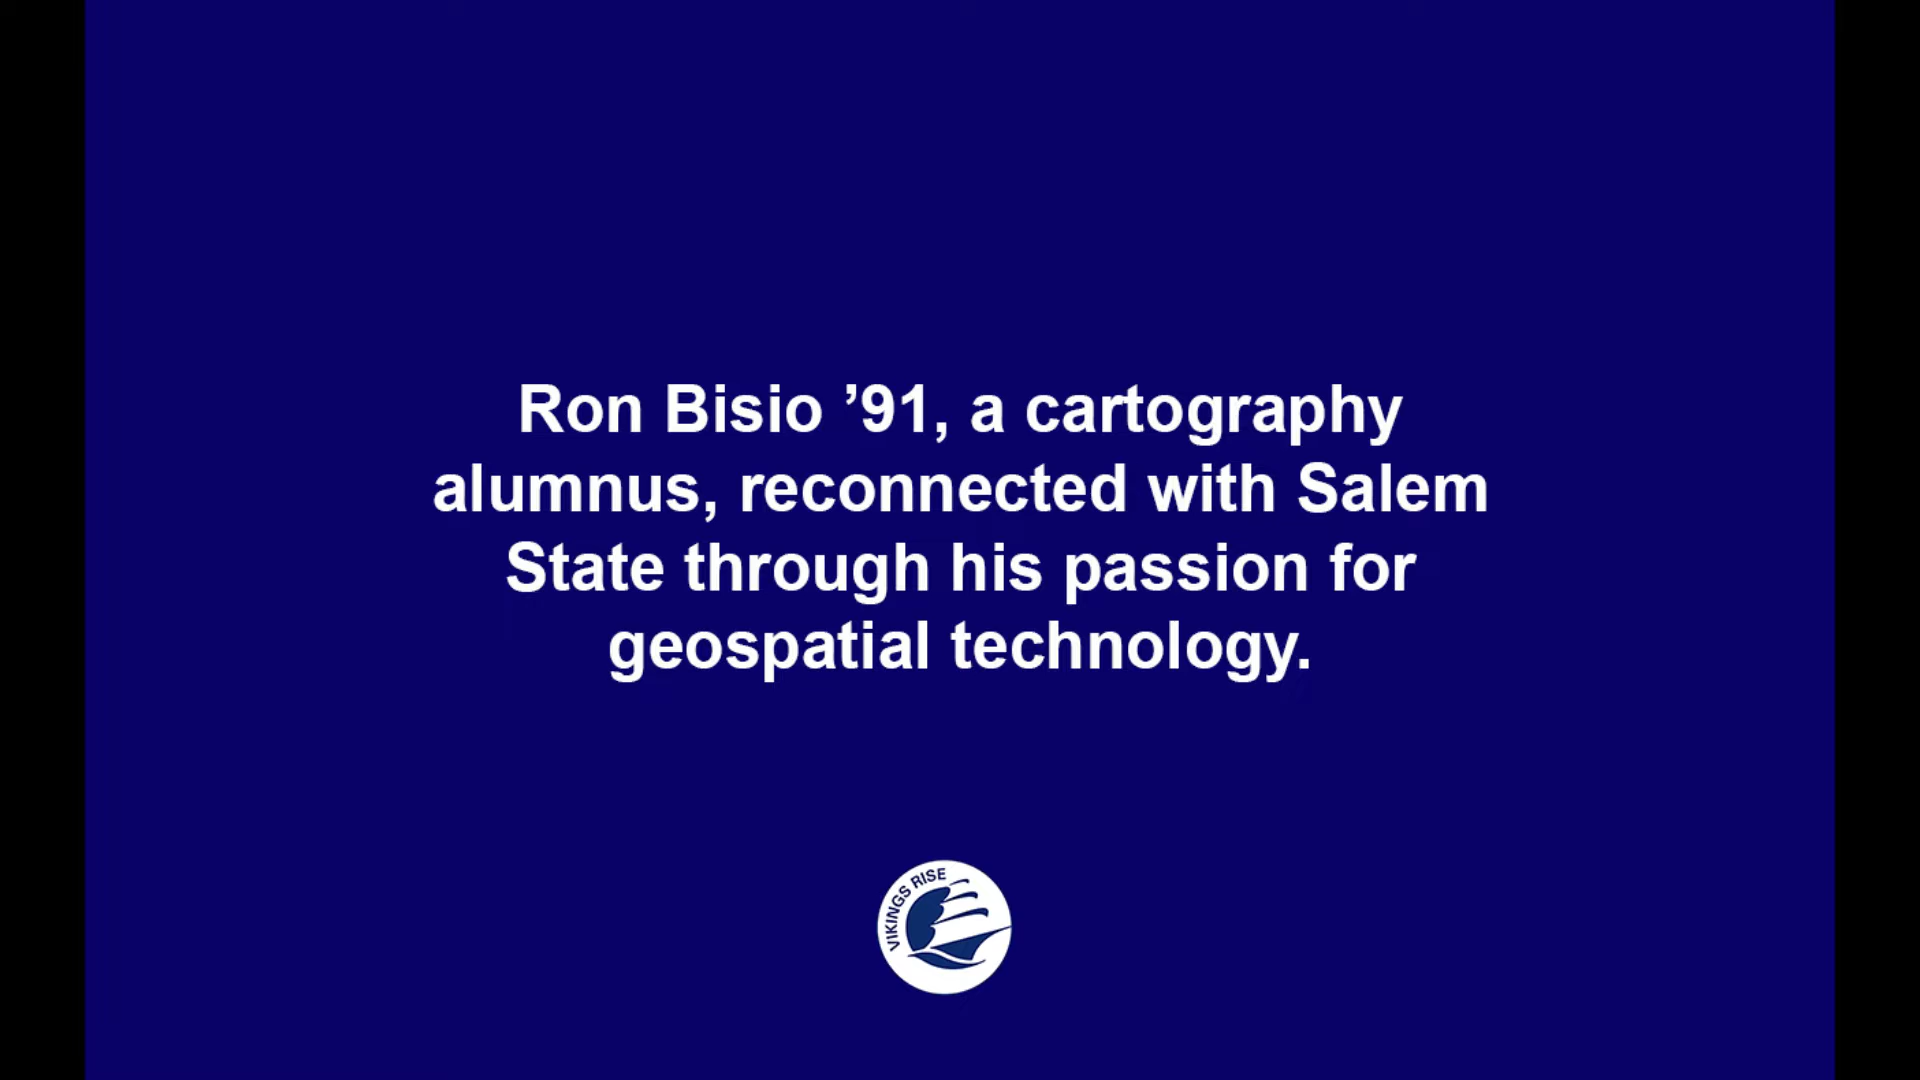 Ron Bisio ’91, a cartography
alumnus, reconnected with Salem
State through his passion for
geospatial technology.
VIKINGS RISE